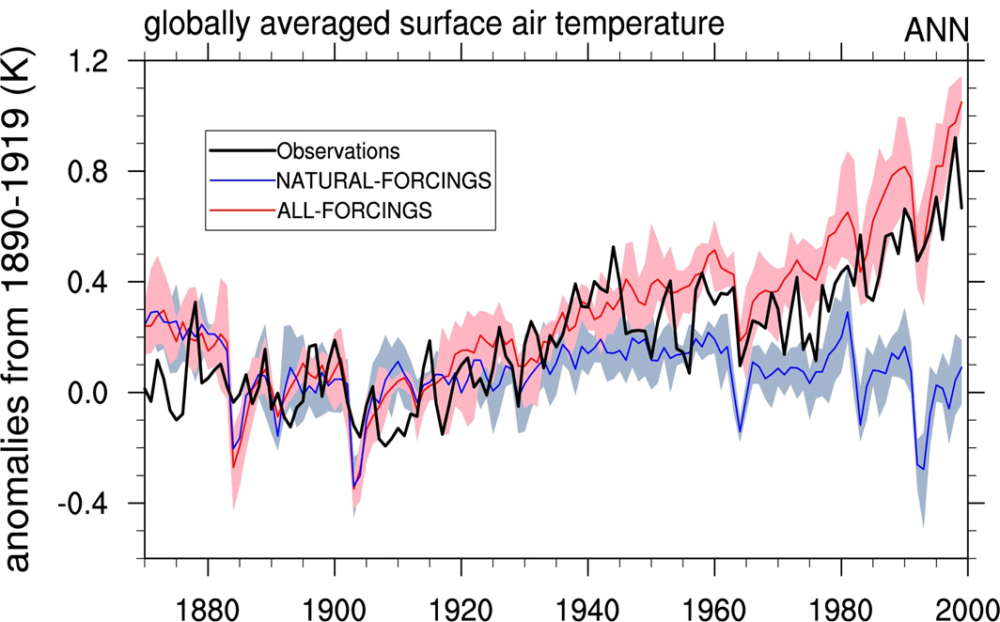 globally averaged surface air temperature
ANN
anomalies from 1890-1919 (K)
1.2
0.8
0.4
0.0
-0.4
Observations
NATURAL-FORCINGS
ALL-FORCINGS
1880 1900 1920 1940 1960 1980 2000